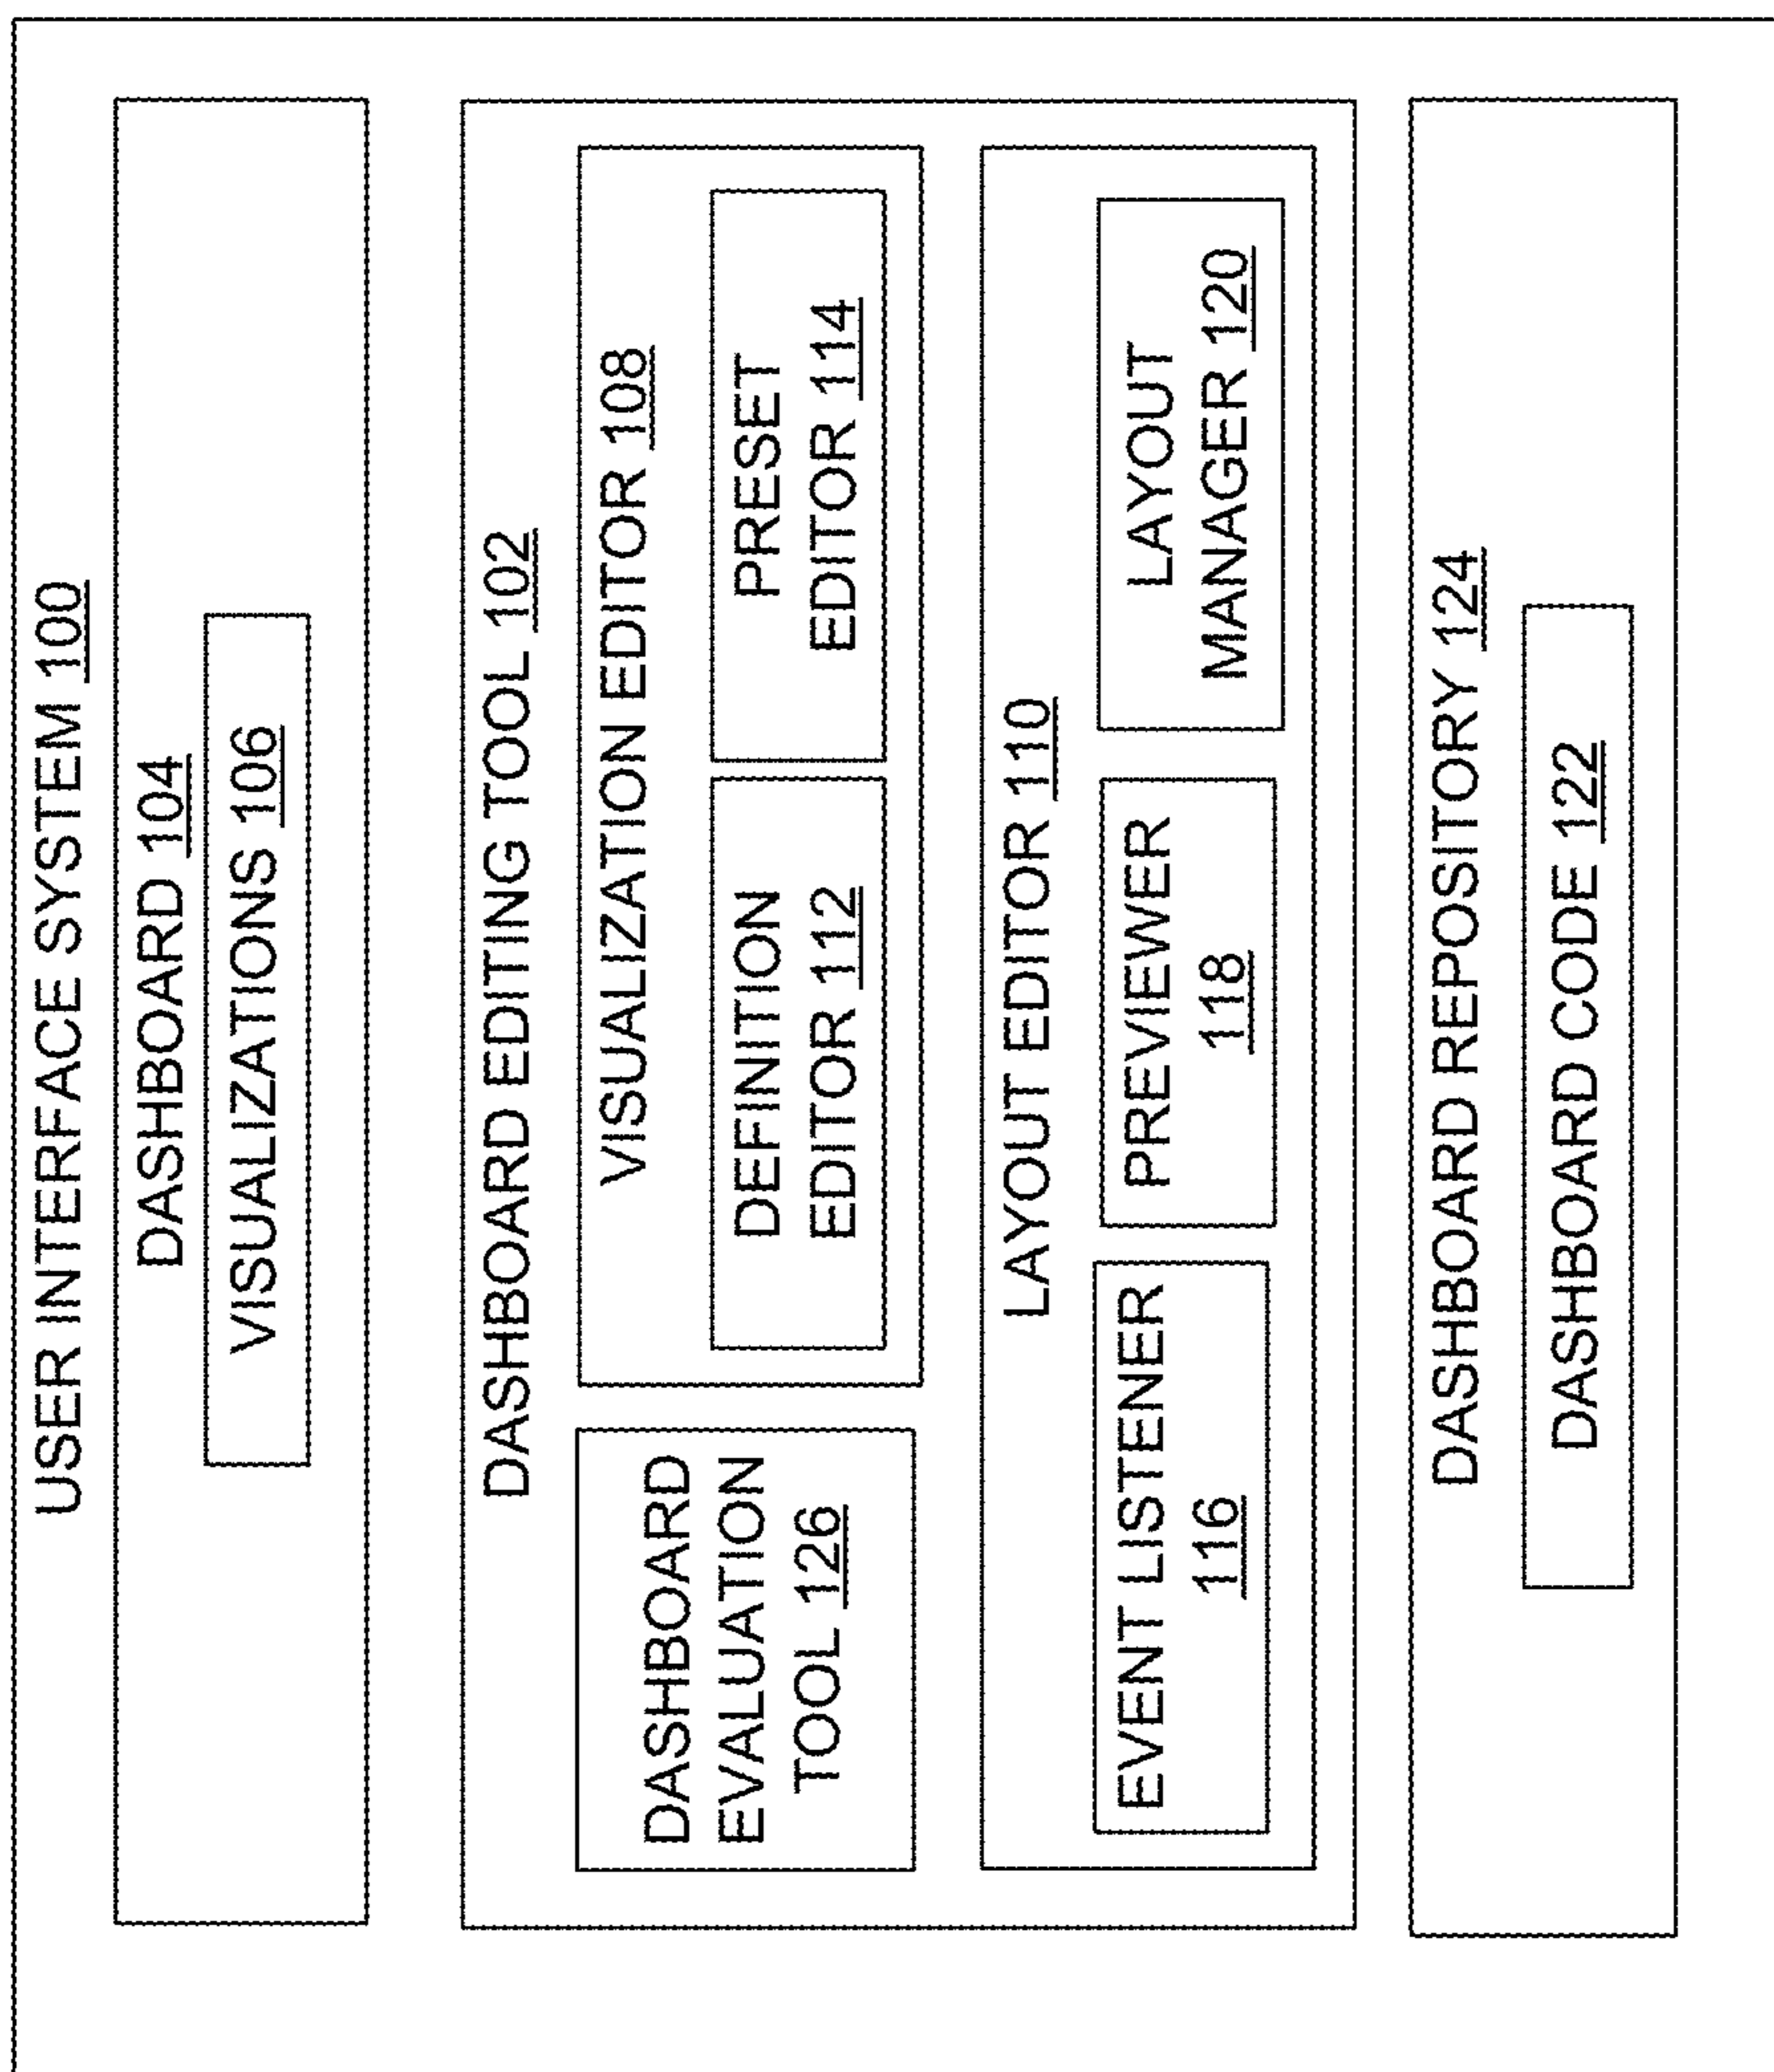 USER INTERFACE SYSTEM 100
DASHBOARD 104
VISUALIZATIONS 106
DASHBOARD EDITING TOOL 102
DASHBOARD
EVALUATION
TOOL 126
VISUALIZATION EDITOR 108
DEFINITION
EDITOR 112
PRESET
EDITOR 114
LAYOUT EDITOR 110
EVENT LISTENER
116
PREVIEWER
118
LAYOUT
MANAGER 120
DASHBOARD REPOSITORY 124
DASHBOARD CODE 122